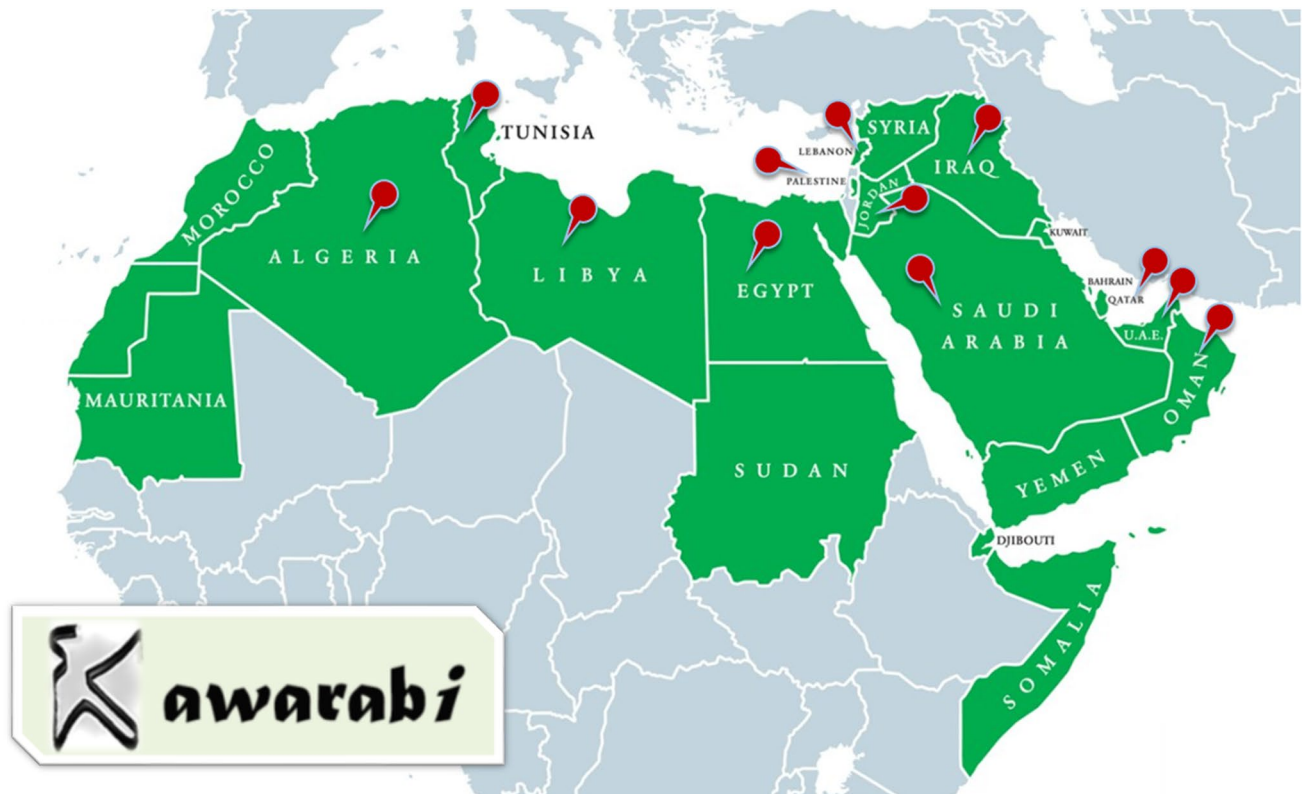 TUNISIA
SYRIA
LEBANON
IRAQ
MOROCCO
PALESTINE
JORDAN
KUWAIT
ALGERIA
LIBYA
EGYPT
BAHRAIN
QATAR
SAUDI
ARABIA
U.A.E.
OMAN
MAURITANIA
SUDAN
YEMEN
DJIBOUTI
SOMALIA
Kawarabi